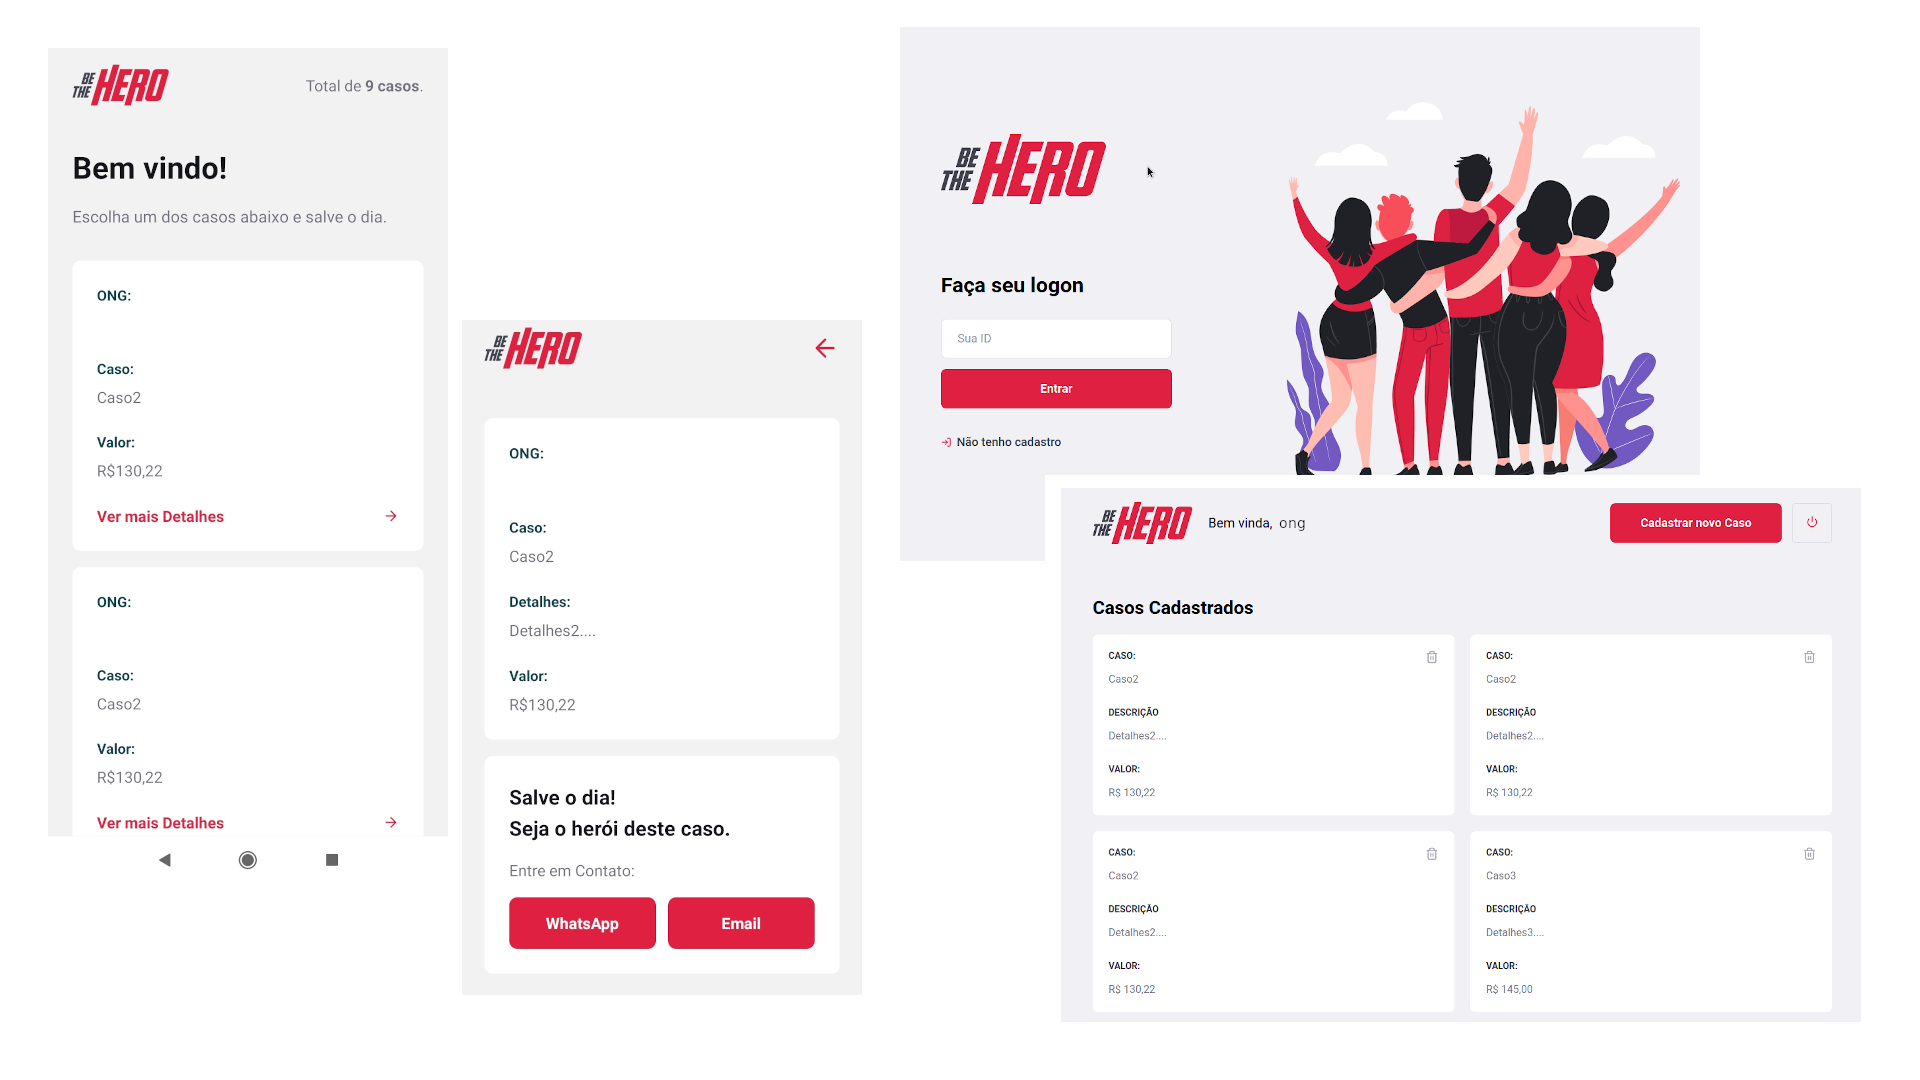 BE THE HERO
Total de 9 casos.
Bem vindo!
Escolha um dos casos abaixo e salve o dia.
ONG:
Caso:
Caso2
Valor:
R$130,22
Ver mais Detalhes
ONG:
Caso:
Caso2
Valor:
R$130,22
Ver mais Detalhes
BE THE HERO
ONG:
Caso:
Caso2
Detalhes:
Detalhes2....
Valor:
R$130,22
Salve o dia!
Seja o herói deste caso.
Entre em Contato:
WhatsApp
Email
BE THE HERO
Faça seu logon
Sua ID
Entrar
Não tenho cadastro
BE THE HERO
Bem vinda, ong
Cadastrar novo Caso
Casos Cadastrados
CASO:
Caso2
DESCRIÇÃO
Detalhes2....
VALOR:
R$ 130,22
CASO:
Caso2
DESCRIÇÃO
Detalhes2....
VALOR:
R$ 130,22
CASO:
Caso2
DESCRIÇÃO
Detalhes2....
VALOR:
R$ 130,22
CASO:
Caso3
DESCRIÇÃO
Detalhes3....
VALOR:
R$ 145,00